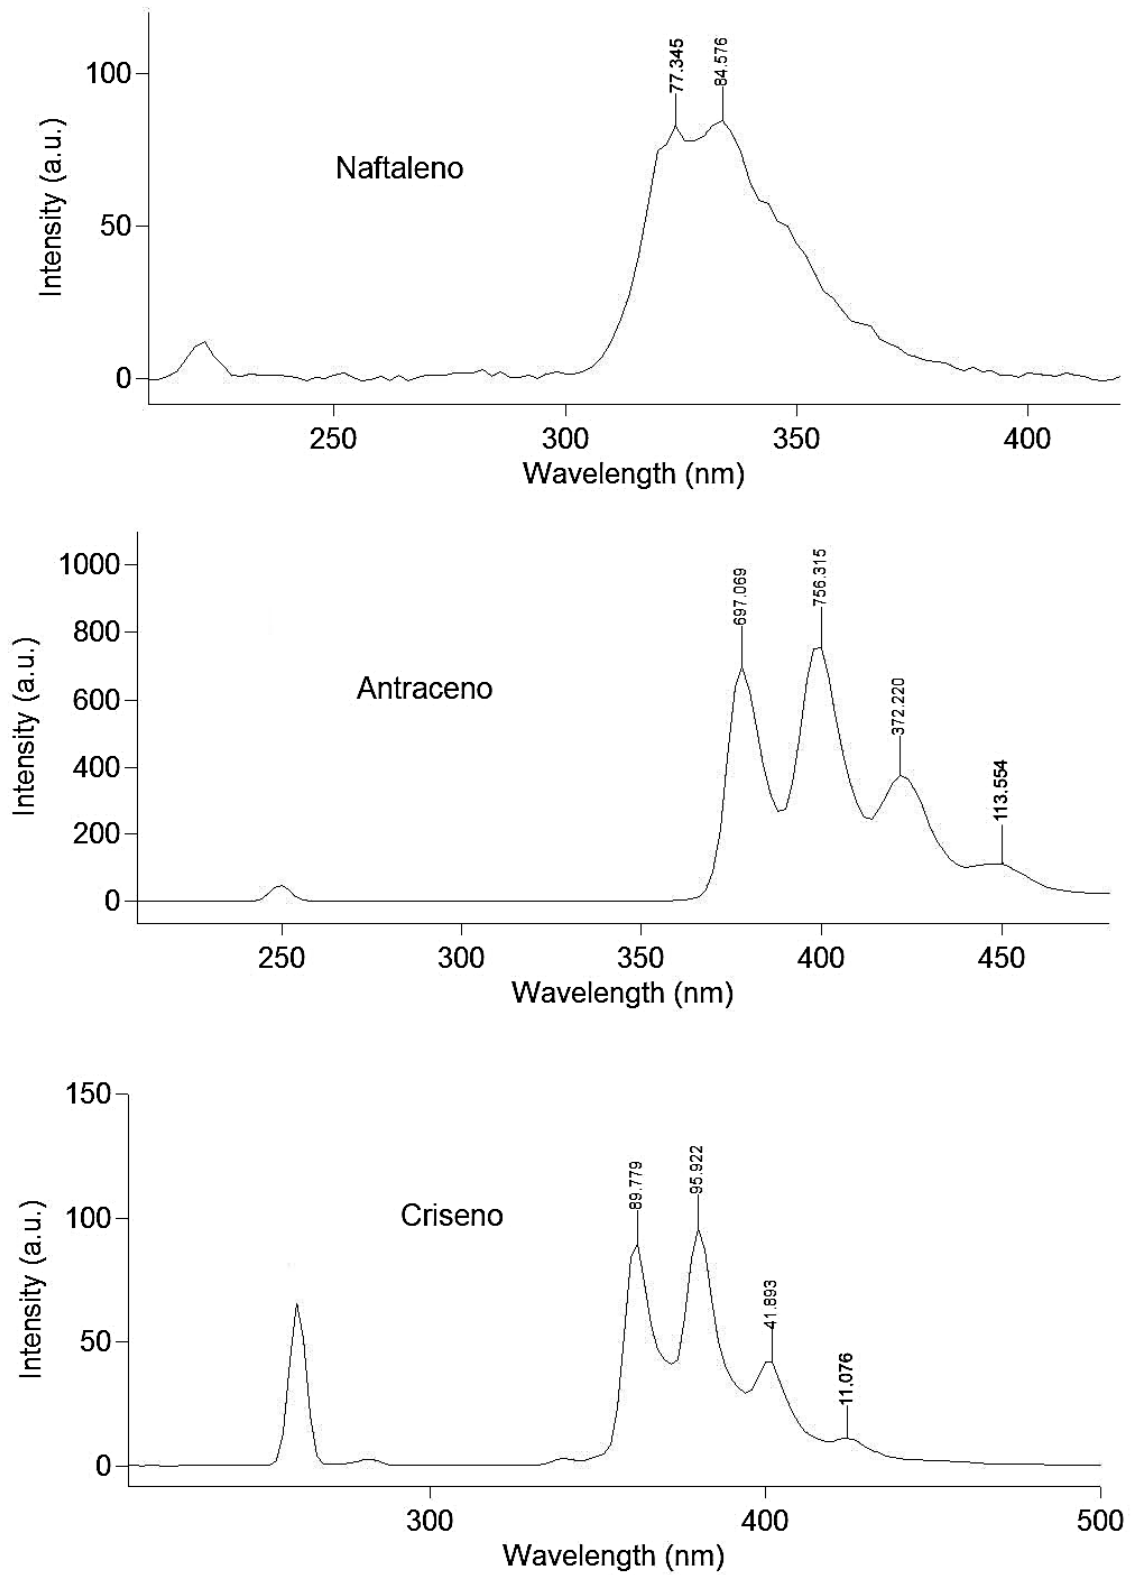 77.345
84.576
100
50
0
Intensity (a.u.)
Naftaleno
250 300 350 400
Wavelength (nm)
697.069
756.315
372.220
113.554
1000
800
600
400
200
0
Intensity (a.u.)
Antraceno
250 300 350 400 450
Wavelength (nm)
89.779
95.922
41.893
11.076
150
100
50
0
Intensity (a.u.)
Criseno
300 400 500
Wavelength (nm)